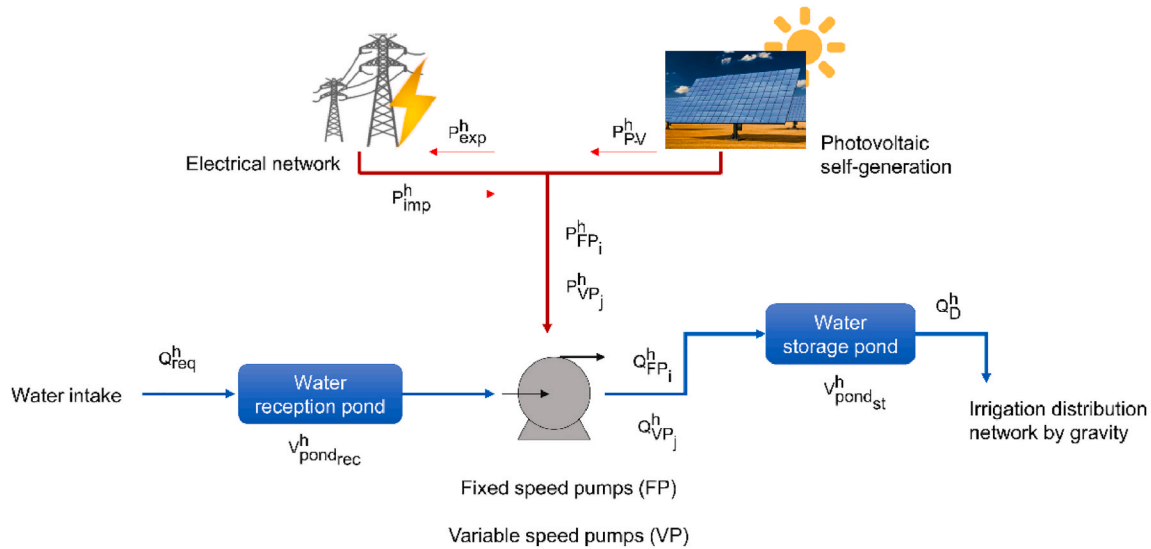 P^h_exp
P^h_PV
Electrical network
Photovoltaic
self-generation
P^h_imp
P^h_FP_i
P^h_VP_j
Water
storage pond
Q^h_D
Q^h_req
Water intake
Water
reception pond
Q^h_FP_i
V^h_pond_st
Q^h_VP_j
Irrigation distribution
network by gravity
V^h_pond_rec
Fixed speed pumps (FP)
Variable speed pumps (VP)